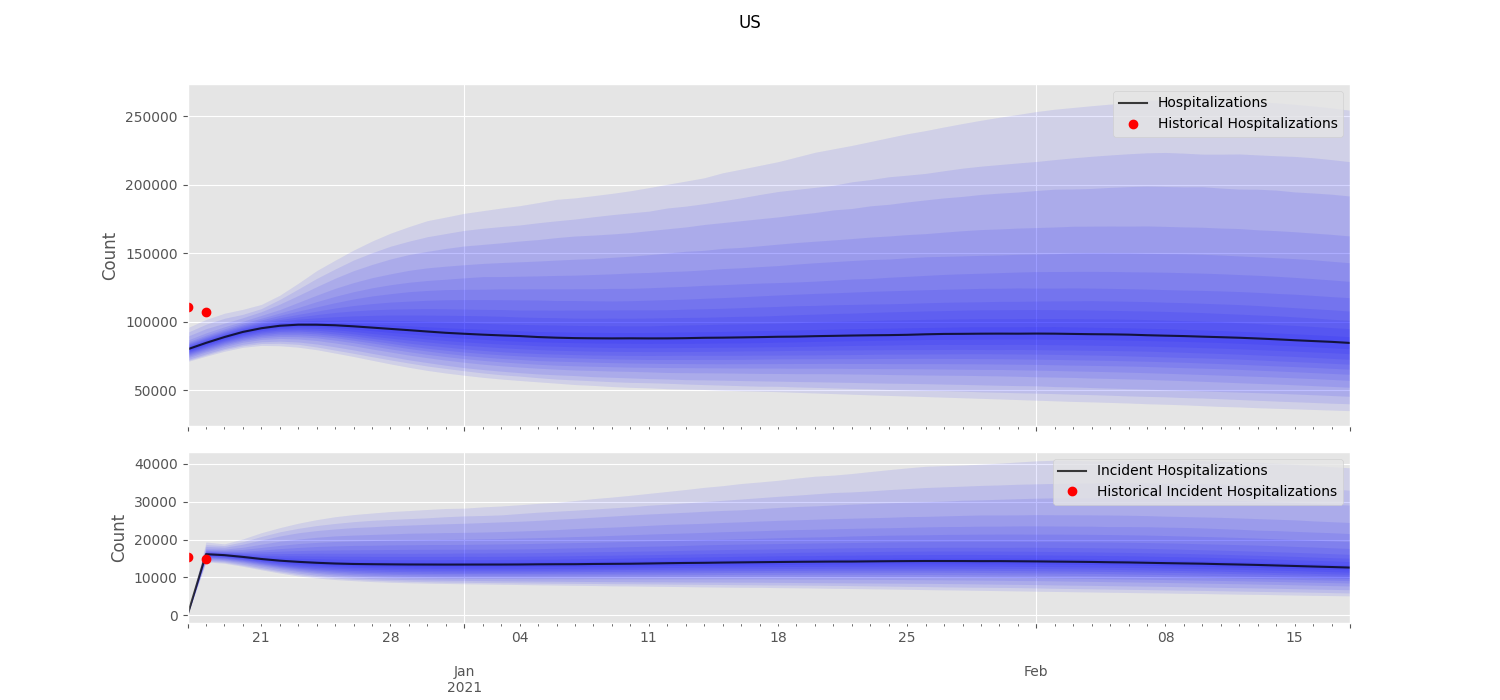 US
Hospitalizations
Historical Hospitalizations
Count
250000
200000
150000
100000
50000
Incident Hospitalizations
Historical Incident Hospitalizations
Count
40000
30000
20000
10000
0
21 28 04 11 18 25 08 15
Jan Feb
2021